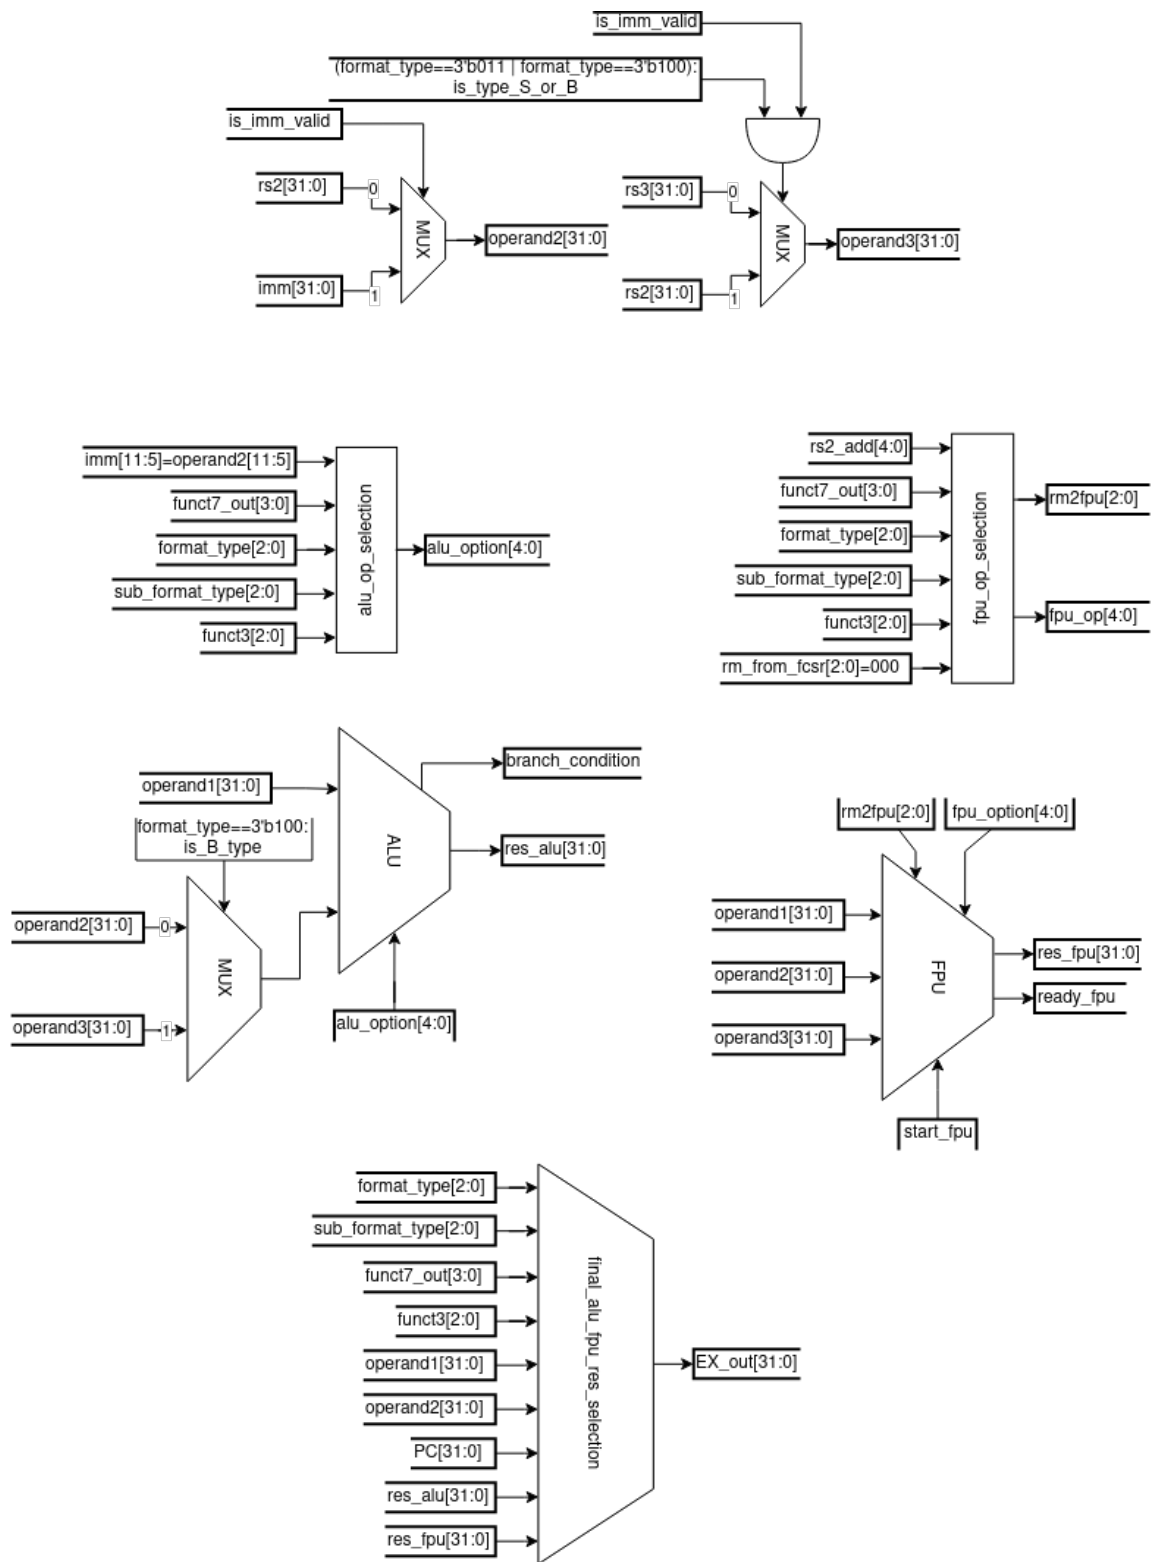 is_imm_valid
(format_type==3'b011 | format_type==3'b100):
is_type_S_or_B
is_imm_valid
rs2[31:0]
0
MUX
operand2[31:0]
imm[31:0]
1
rs3[31:0]
0
MUX
operand3[31:0]
rs2[31:0]
1
imm[11:5]=operand2[11:5]
funct7_out[3:0]
format_type[2:0]
sub_format_type[2:0]
funct3[2:0]
alu_op_selection
alu_option[4:0]
rs2_add[4:0]
funct7_out[3:0]
format_type[2:0]
sub_format_type[2:0]
funct3[2:0]
rm_from_fcsr[2:0]=000
fpu_op_selection
rm2fpu[2:0]
fpu_op[4:0]
operand1[31:0]
format_type==3'b100:
is_B_type
operand2[31:0]
0
MUX
operand3[31:0]
1
ALU
branch_condition
res_alu[31:0]
alu_option[4:0]
rm2fpu[2:0]
fpu_option[4:0]
operand1[31:0]
operand2[31:0]
operand3[31:0]
FPU
res_fpu[31:0]
ready_fpu
start_fpu
format_type[2:0]
sub_format_type[2:0]
funct7_out[3:0]
funct3[2:0]
operand1[31:0]
operand2[31:0]
PC[31:0]
res_alu[31:0]
res_fpu[31:0]
final_alu_fpu_res_selection
EX_out[31:0]